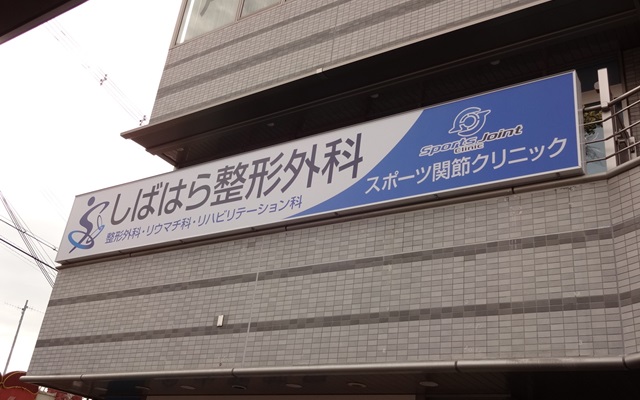 しばはら整形外科
整形外科・リウマチ科・リハビリテーション科
Sports Joint
CLINIC
スポーツ関節クリニック